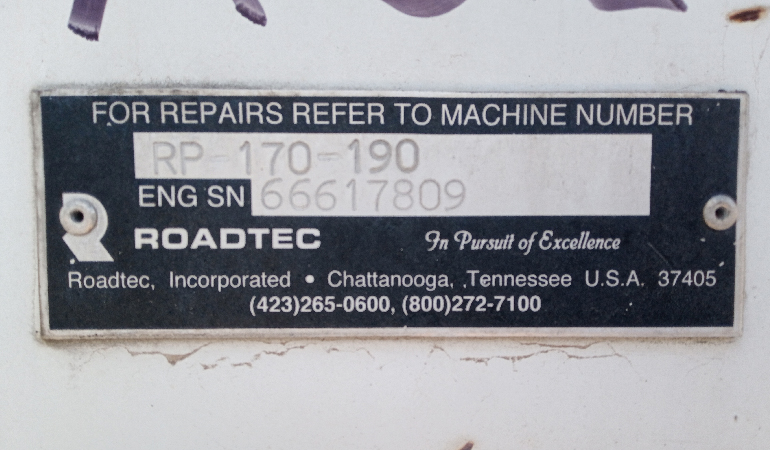 FOR REPAIRS REFER TO MACHINE NUMBER
RP-170-190
ENG SN 66617809
ROADTEC In Pursuit of Excellence
Roadtec, Incorporated • Chattanooga, Tennessee U.S.A. 37405
(423)265-0600, (800)272-7100